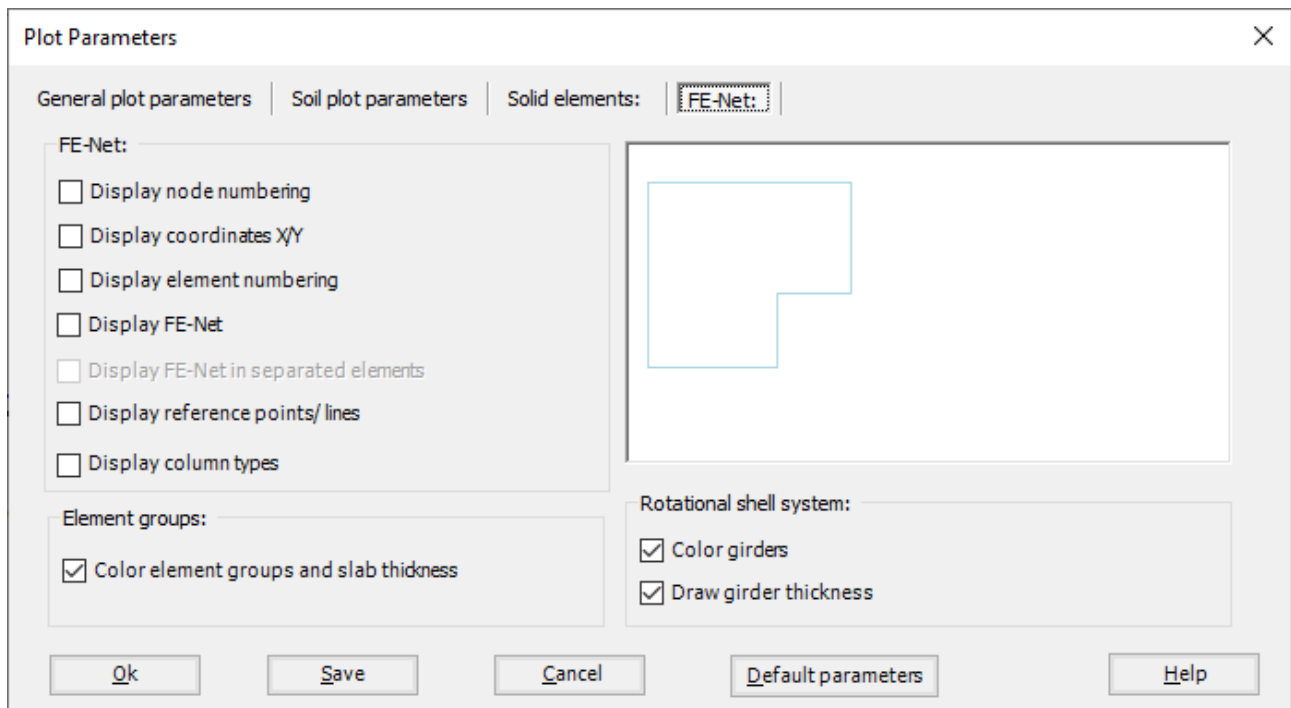 Plot Parameters
General plot parameters
Soil plot parameters
Solid elements:
FE-Net:
FE-Net:
Display node numbering
Display coordinates X/Y
Display element numbering
Display FE-Net
Display FE-Net in separated elements
Display reference points/ lines
Display column types
Element groups:
Color element groups and slab thickness
Rotational shell system:
Color girders
Draw girder thickness
Ok
Save
Cancel
Default parameters
Help